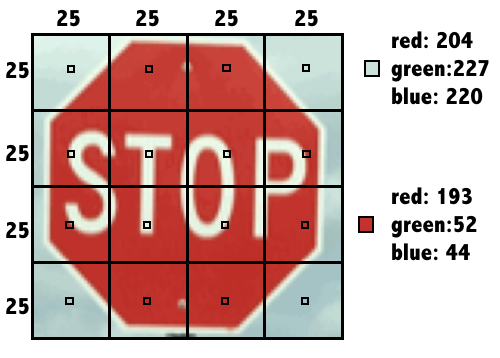 25 25 25 25
25
25
25
25
STOP
red: 204
green:227
blue: 220
red: 193
green:52
blue: 44